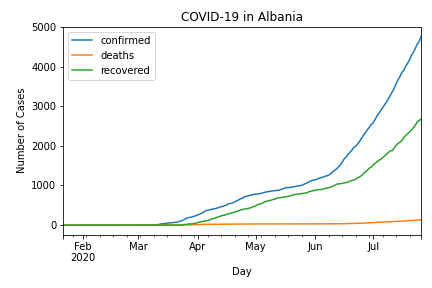 COVID-19 in Albania
confirmed
deaths
recovered
Number of Cases
5000
4000
3000
2000
1000
0
Feb
2020
Mar
Apr
May
Jun
Jul
Day